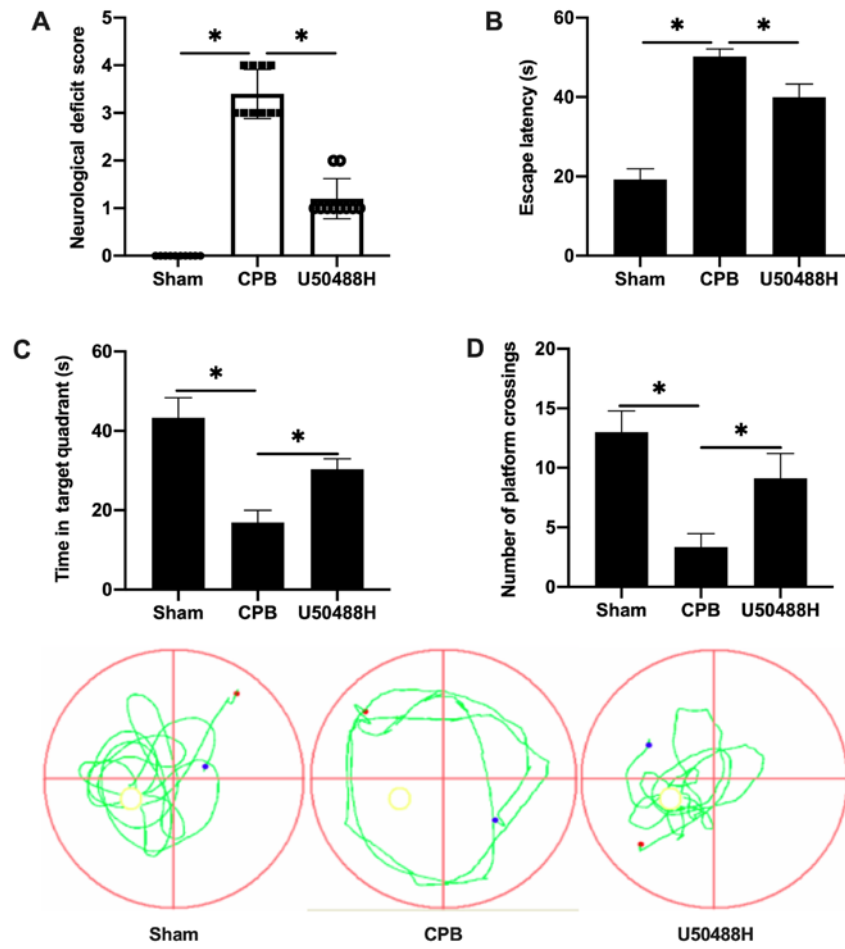 A
Neurological deficit score
5
4
3
2
1
0
* *
Sham CPB U50488H
B
Escape latency (s)
60
40
20
0
* *
Sham CPB U50488H
C
Time in target quadrant (s)
60
40
20
0
*
*
Sham CPB U50488H
D
Number of platform crossings
20
15
10
5
0
*
*
Sham CPB U50488H
Sham CPB U50488H